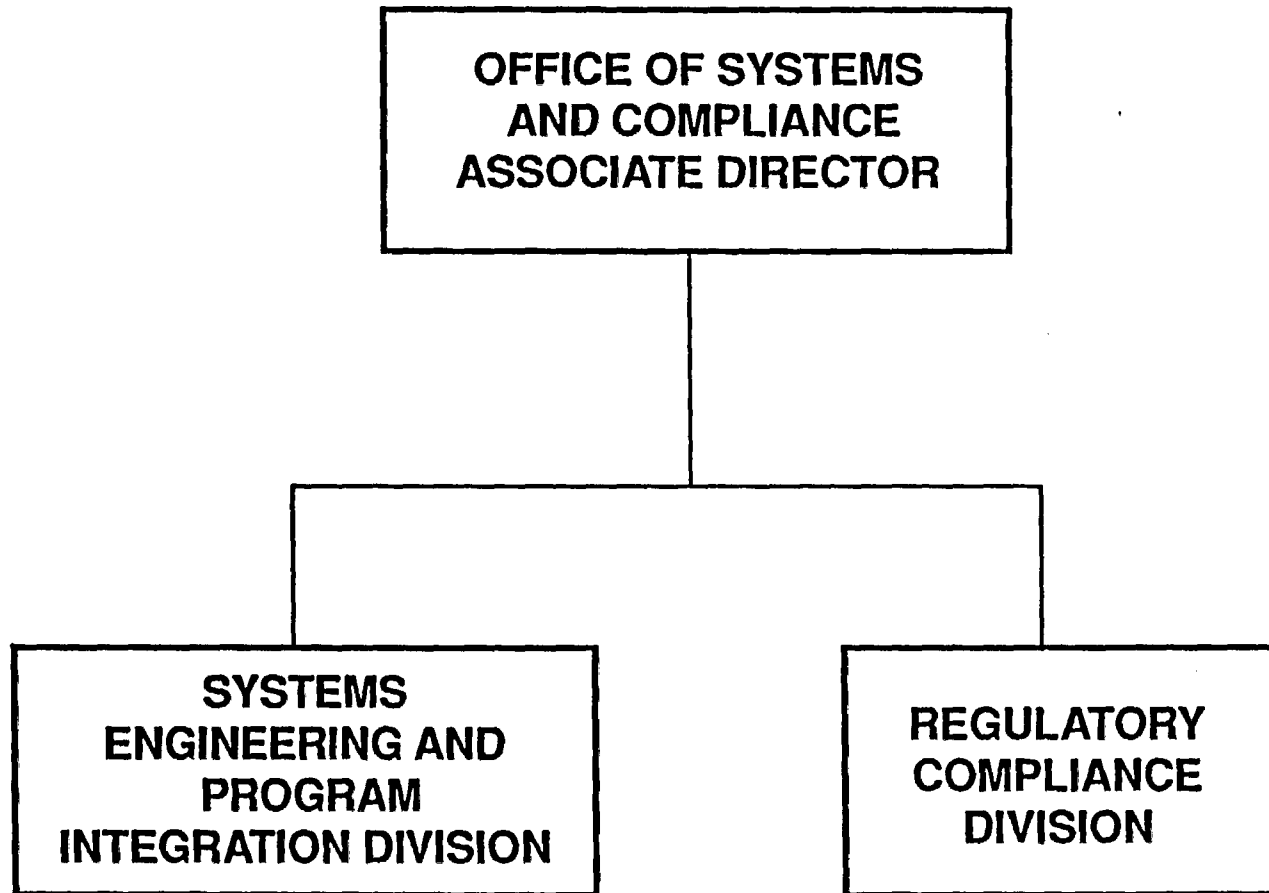 OFFICE OF SYSTEMS
AND COMPLIANCE
ASSOCIATE DIRECTOR
SYSTEMS
ENGINEERING AND
PROGRAM
INTEGRATION DIVISION
REGULATORY
COMPLIANCE
DIVISION